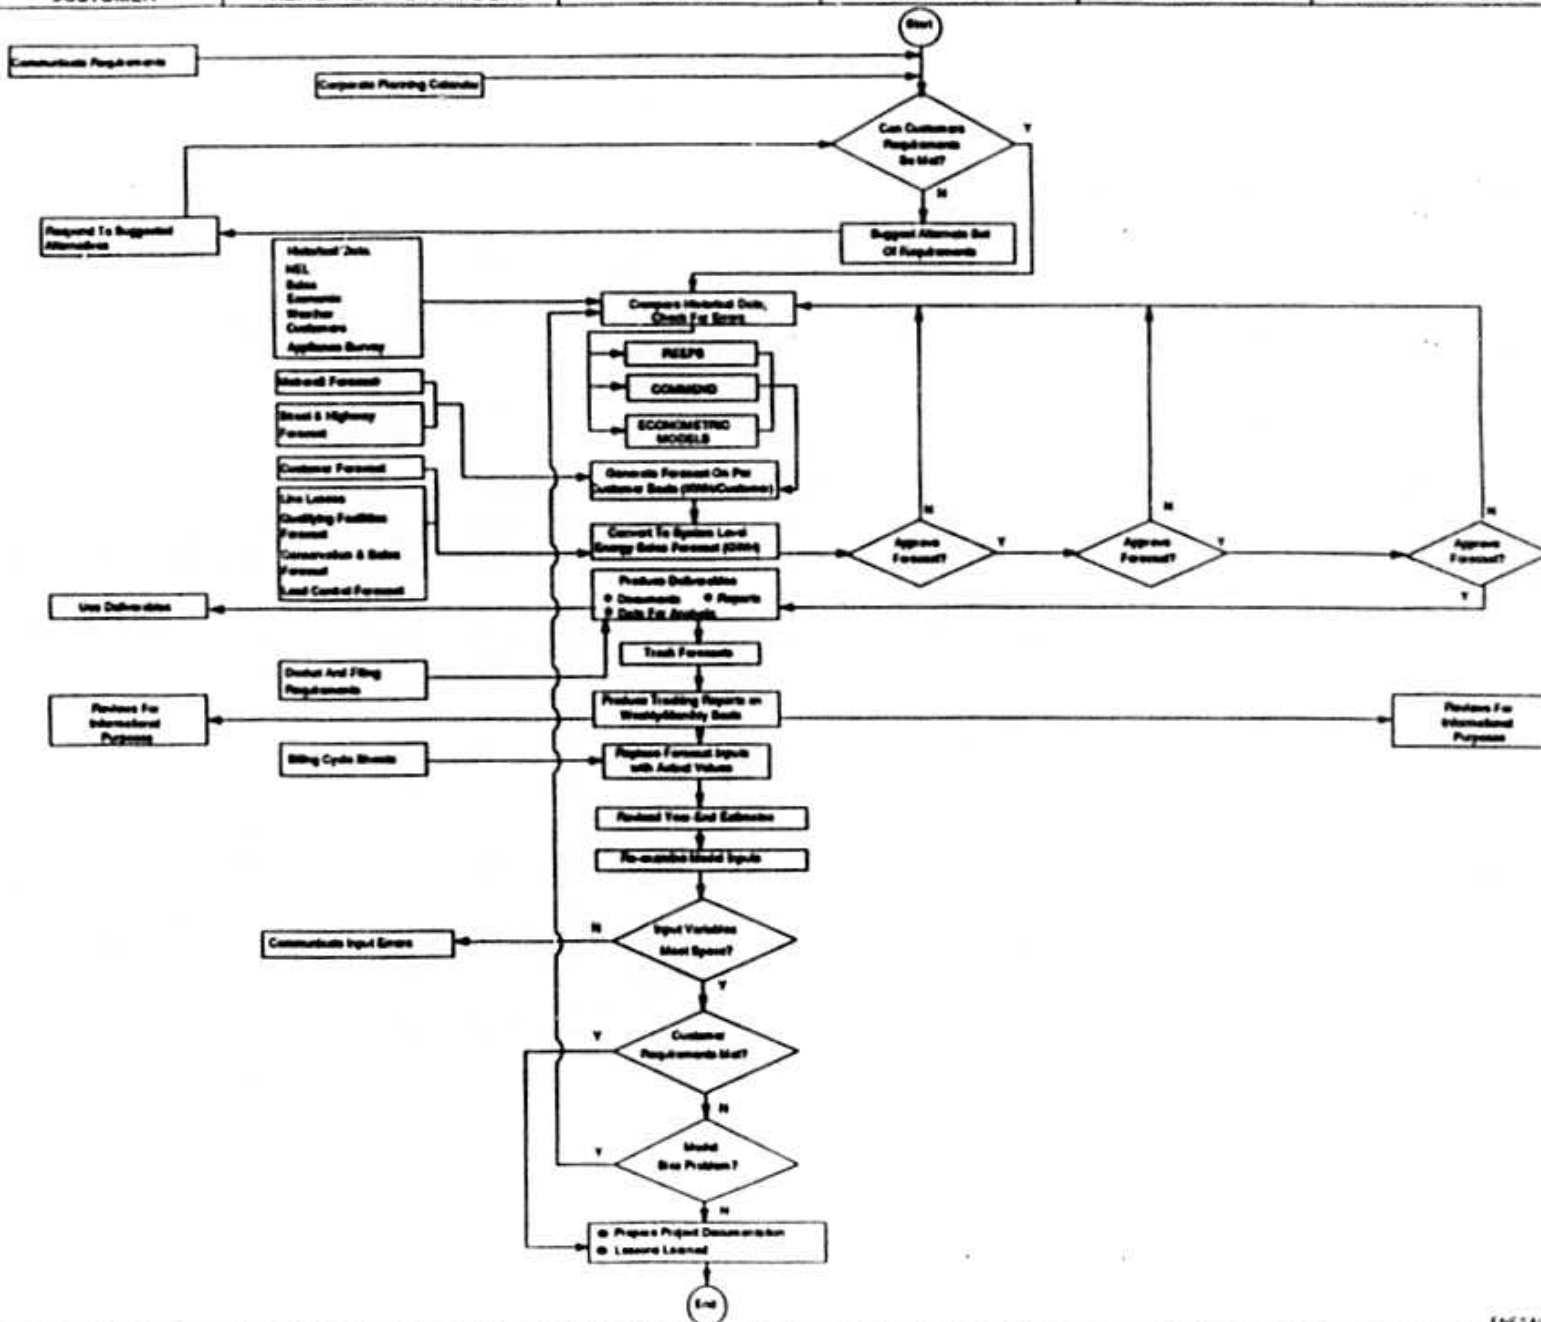 CUSTOMER
Start
Communicate Requirements
Corporate Planning Calendar
Can Customers
Requirements
Be Met?
Y
N
Respond To Suggested
Alternatives
Suggest Alternate Set
Of Requirements
Historical Data
NEL
Sales
Economic
Weather
Customers
Appliance Survey
Compare Historical Data,
Check For Errors
REEPS
COMMEND
ECONOMETRIC
MODELS
Forecast
Street & Highway
Forecast
Customer Forecast
Line Losses
Qualifying Facilities
Forecast
Conservation & Sales
Forecast
Load Control Forecast
Generate Forecast On Per
Customer Basis (KWH/Customer)
Convert To System Level
Energy Sales Forecast (GWH)
N
Approve
Forecast?
Y
N
Approve
Forecast?
Y
N
Approve
Forecast?
Y
Produce Deliverables
Documents
Reports
Data For Analysis
Use Deliverables
Track Forecasts
Docket And Filing
Requirements
Produce Tracking Reports on
Weekly/Monthly Basis
Reviews For
Informational
Purposes
Reviews For
Informational
Purposes
Billing Cycle Sheets
Replace Forecast Inputs
with Actual Values
Revised Year-End Estimates
Re-examine Model Inputs
Input Variables
Meet Specs?
N
Communicate Input Errors
Y
Customer
Requirements Met?
Y
N
Model
Bias Problem?
Y
N
Prepare Project Documentation
Lessons Learned
End